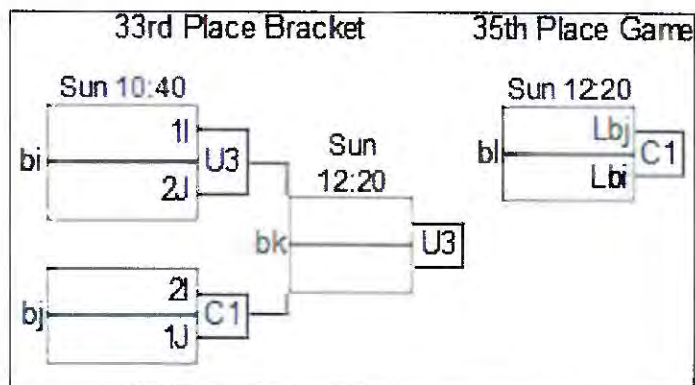 33rd Place Bracket
35th Place Game
Sun 10:40
1I
bi
U3
2J
2I
bj
C1
1J
Sun
12:20
bk
U3
Sun 12:20
Lbj
bl
C1
Lbi